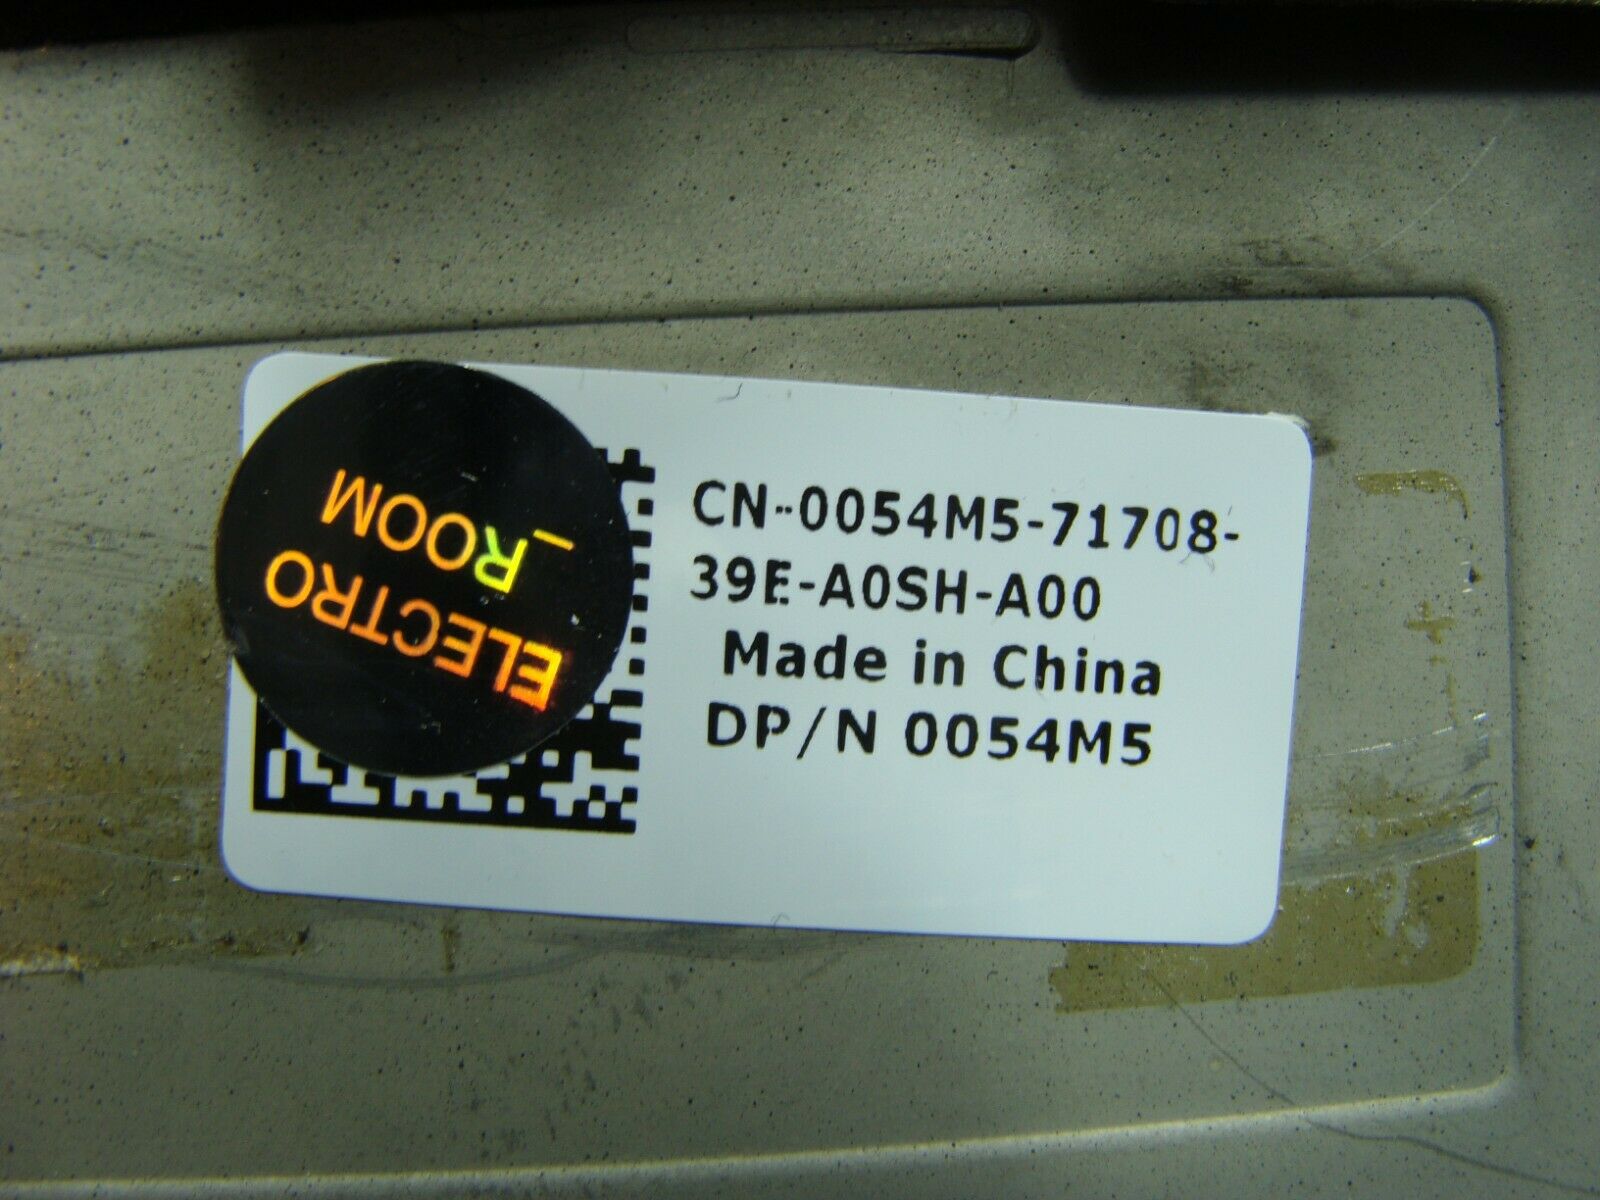 ELECTRO
_ROOM
CN-0054M5-71708-
39E-A0SH-A00
Made in China
DP/N 0054M5